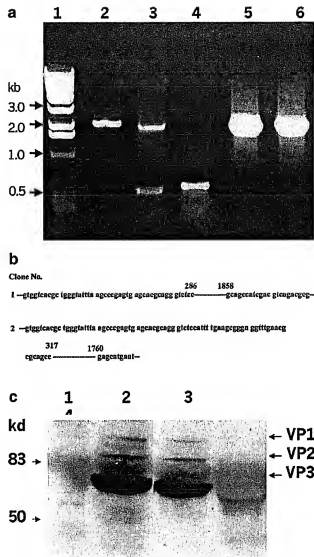 a
1 2 3 4 5 6
kb
3.0
2.0
1.0
0.5
b
Clone No.
286 1858
1 --gtggtcacgc tgggtattta agcccgagtg agcacgcagg gtctcc------------gcagccatcgac gtcagacgcg--
2 --gtggtcacgc tgggtattta agcccgagtg agcacgcagg gtctccattt tgaagcgggn ggtttgaacg
317 1760
cgcagcc ---------------- gagcatgaat--
c
1 2 3
kd
VP1
83 VP2
VP3
50